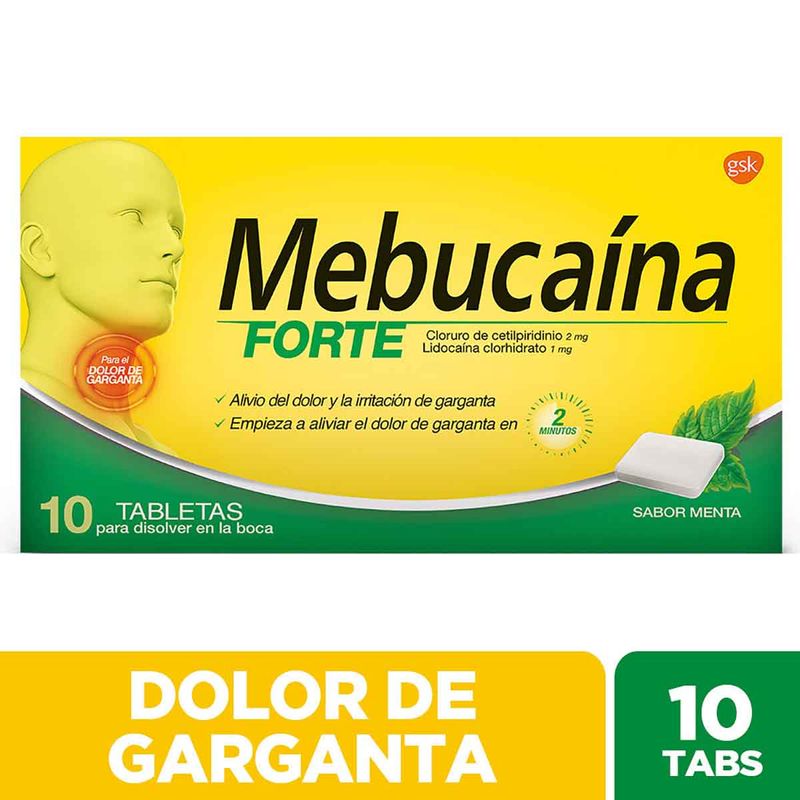 gsk
Mebucaína
FORTE
Cloruro de cetilpiridinio 2 mg
Lidocaína clorhidrato 1 mg
Para el
DOLOR DE
GARGANTA
✓ Alivio del dolor y la irritación de garganta
✓ Empieza a aliviar el dolor de garganta en
2
MINUTOS
10 TABLETAS
para disolver en la boca
SABOR MENTA
DOLOR DE
GARGANTA
10
TABS